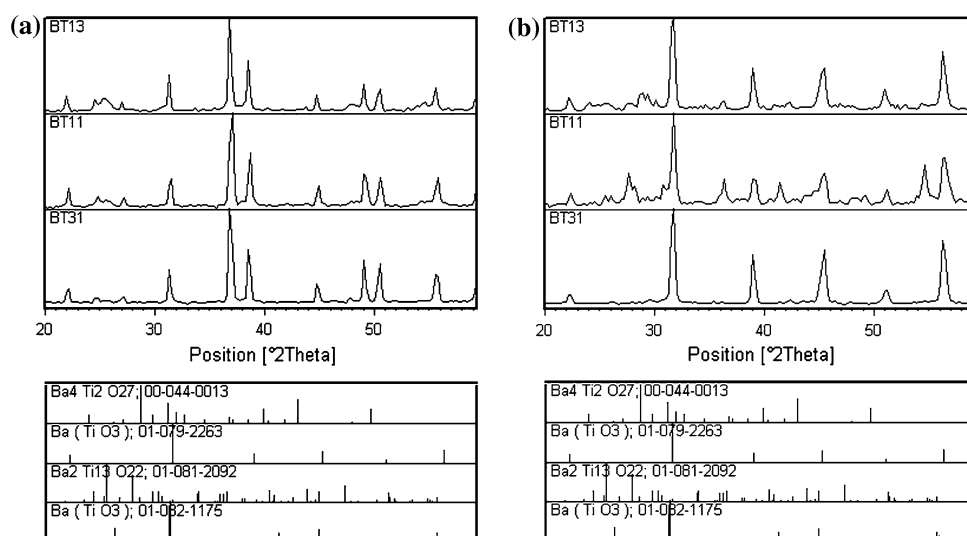 (a)
BT13
BT11
BT31
20 30 40 50
Position [°2Theta]
Ba4 Ti2 O27; 00-044-0013
Ba ( Ti O3 ); 01-079-2263
Ba2 Ti13 O22; 01-081-2092
Ba ( Ti O3 ); 01-082-1175
(b)
BT13
BT11
BT31
20 30 40 50
Position [°2Theta]
Ba4 Ti2 O27; 00-044-0013
Ba ( Ti O3 ); 01-079-2263
Ba2 Ti13 O22; 01-081-2092
Ba ( Ti O3 ); 01-082-1175